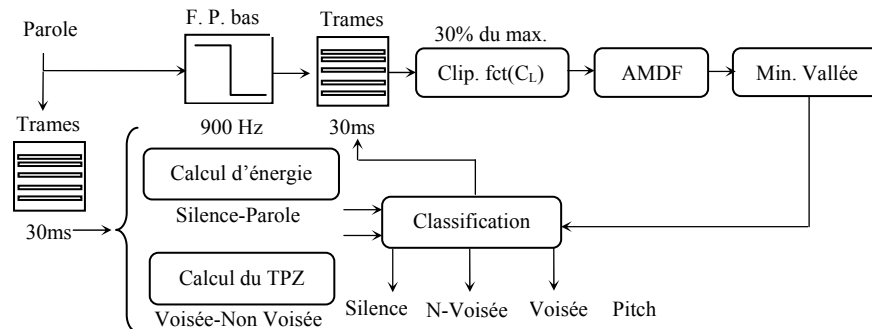 Parole
F. P. bas
Trames
30% du max.
Clip. fct(C_L)
AMDF
Min. Vallée
900 Hz
30ms
Trames
30ms
Calcul d'énergie
Silence-Parole
Classification
Calcul du TPZ
Voisée-Non Voisée
Silence
N-Voisée
Voisée
Pitch